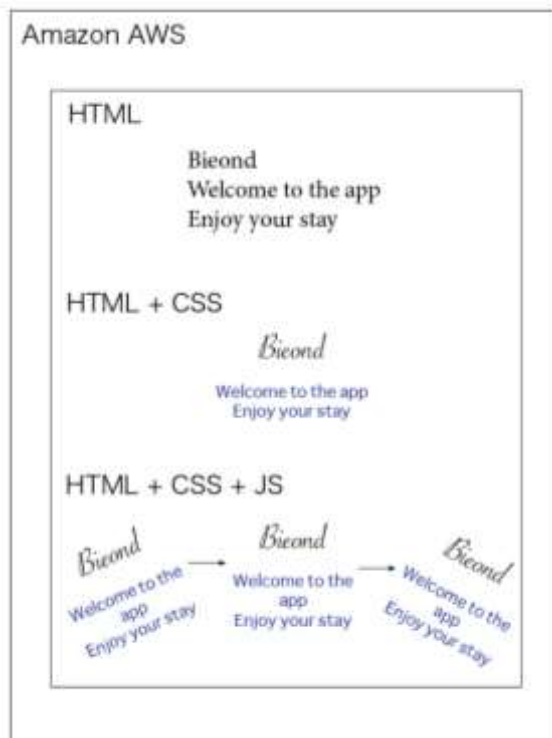 Amazon AWS
HTML
Bieond
Welcome to the app
Enjoy your stay
HTML + CSS
Bieond
Welcome to the app
Enjoy your stay
HTML + CSS + JS
Bieond
Welcome to the
app
Enjoy your stay
Bieond
Welcome to the
app
Enjoy your stay
Bieond
Welcome to the
app
Enjoy your stay